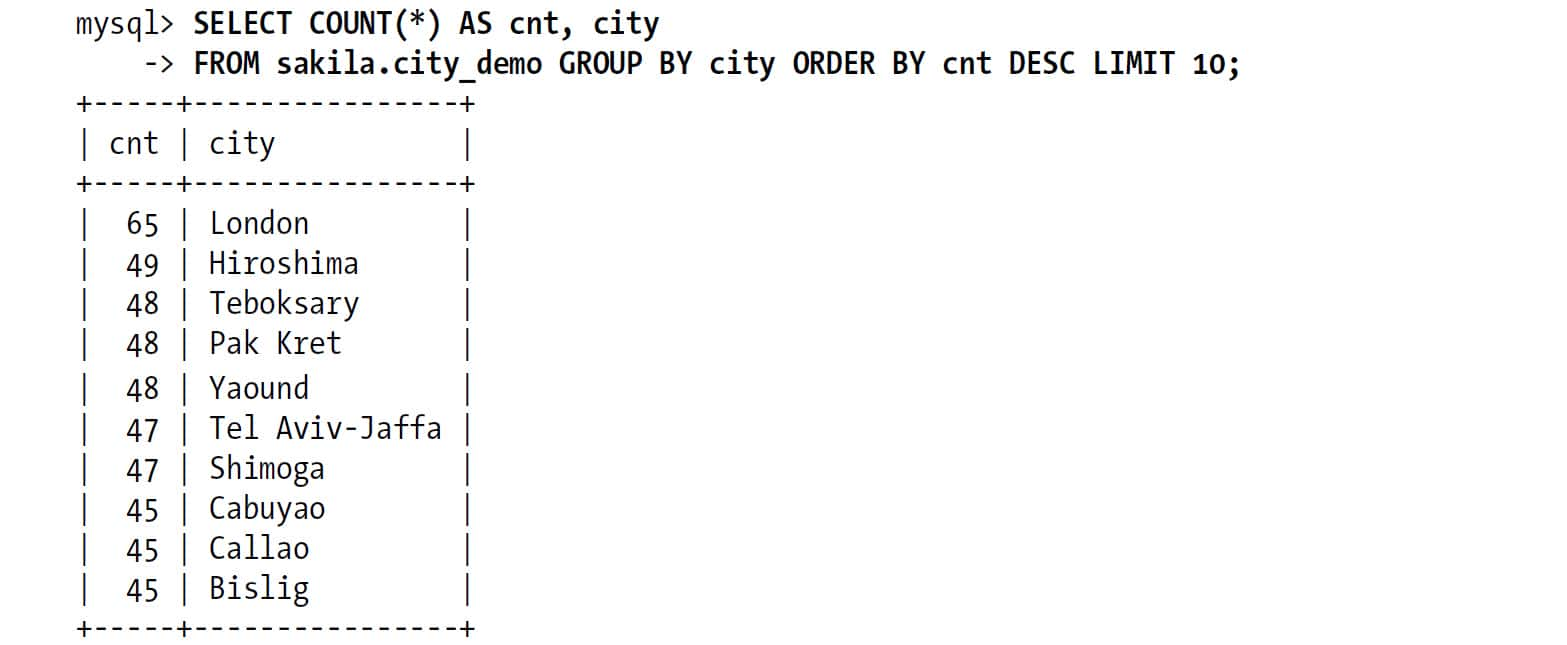 mysql> SELECT COUNT(*) AS cnt, city
    -> FROM sakila.city_demo GROUP BY city ORDER BY cnt DESC LIMIT 10;
+-----+----------------+
| cnt | city           |
+-----+----------------+
|  65 | London         |
|  49 | Hiroshima      |
|  48 | Teboksary      |
|  48 | Pak Kret       |
|  48 | Yaound         |
|  47 | Tel Aviv-Jaffa |
|  47 | Shimoga        |
|  45 | Cabuyao        |
|  45 | Callao         |
|  45 | Bislig         |
+-----+----------------+